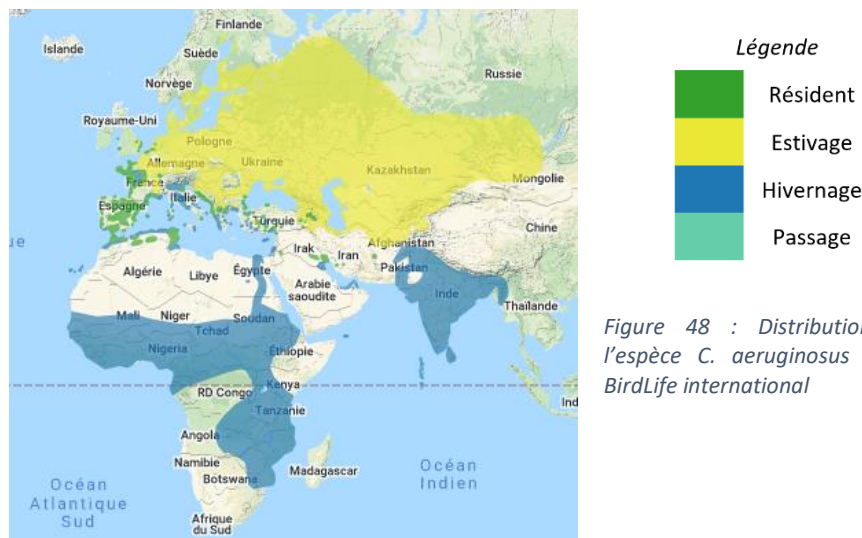 Finlande
Islande
Suède
Norvège
Russie
Royaume-Uni
Pologne
Allemagne
Ukraine
Kazakhstan
France
Mongolie
Italie
Espagne
Turquie
Chine
Afghanistan
Irak
Iran
Algérie
Libye
Égypte
Pakistan
Arabie
saoudite
Inde
Thaïlande
Mali
Niger
Soudan
Tchad
Nigeria
Éthiopie
Kenya
RD Congo
Ind
Tanzanie
Angola
Namibie
Madagascar
Botswana
Océan
Indien
Océan
Atlantique
Sud
Afrique
du Sud
ue
Légende
Résident
Estivage
Hivernage
Passage
Figure 48 : Distribution
l'espèce C. aeruginosus
BirdLife international